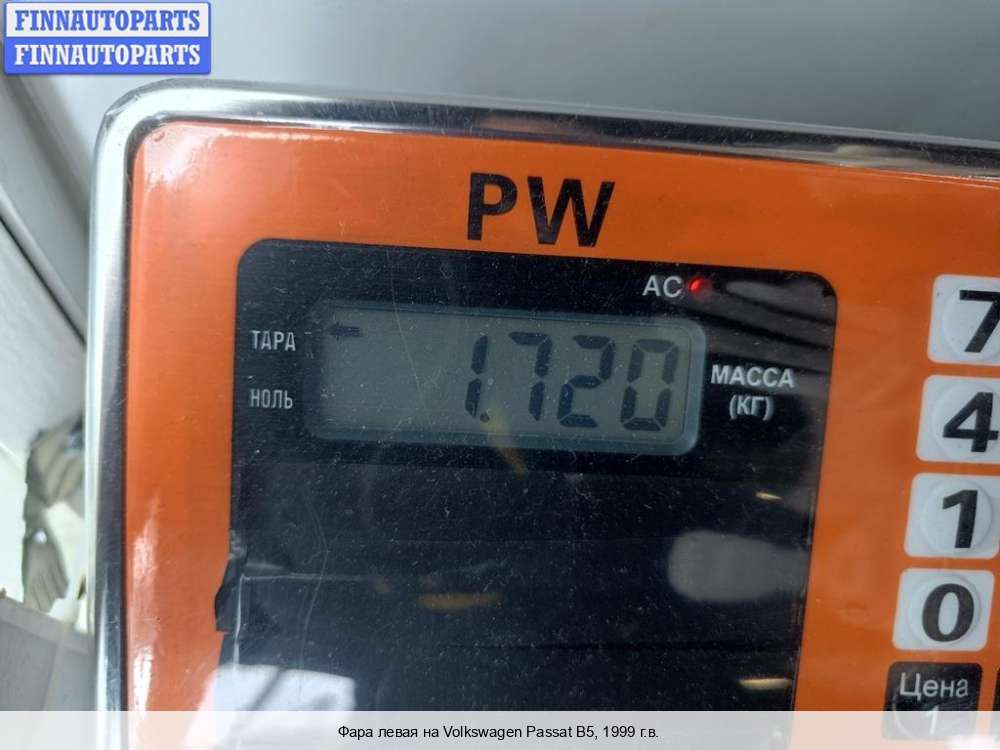 FINNAUTOPARTS
FINNAUTOPARTS
PW
AC
ТАРА
1.720
МАССА
(КГ)
НОЛЬ
7
4
1
0
Цена
1
Фара левая на Volkswagen Passat B5, 1999 г.в.